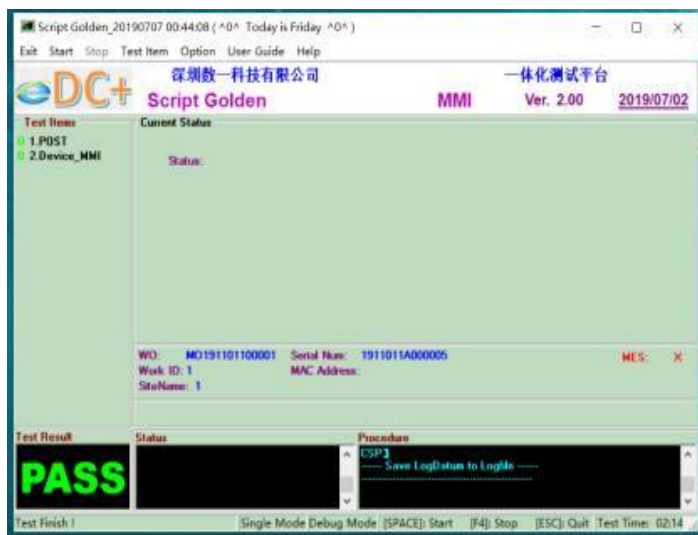 Script Golden_20190707 00:44:08 ( ^0^ Today is Friday ^0^ )
Exit Start Stop Test Item Option User Guide Help
eDC+
深圳数一科技有限公司
一体化测试平台
Script Golden
MMI
Ver. 2.00
2019/07/02
Test Items
1.POST
2.Device_MMI
Current Status
Status:
WO: MO191101100001 Serial Num: 1911011A000005
MES: X
Work ID: 1 MAC Address:
SiteName: 1
Test Result
PASS
Status
Procedure
CSP】
----- Save LogDatum to Logfile -----
Test Finish !
Single Mode Debug Mode [SPACE]: Start [F4]: Stop [ESC]: Quit Test Time: 02:14